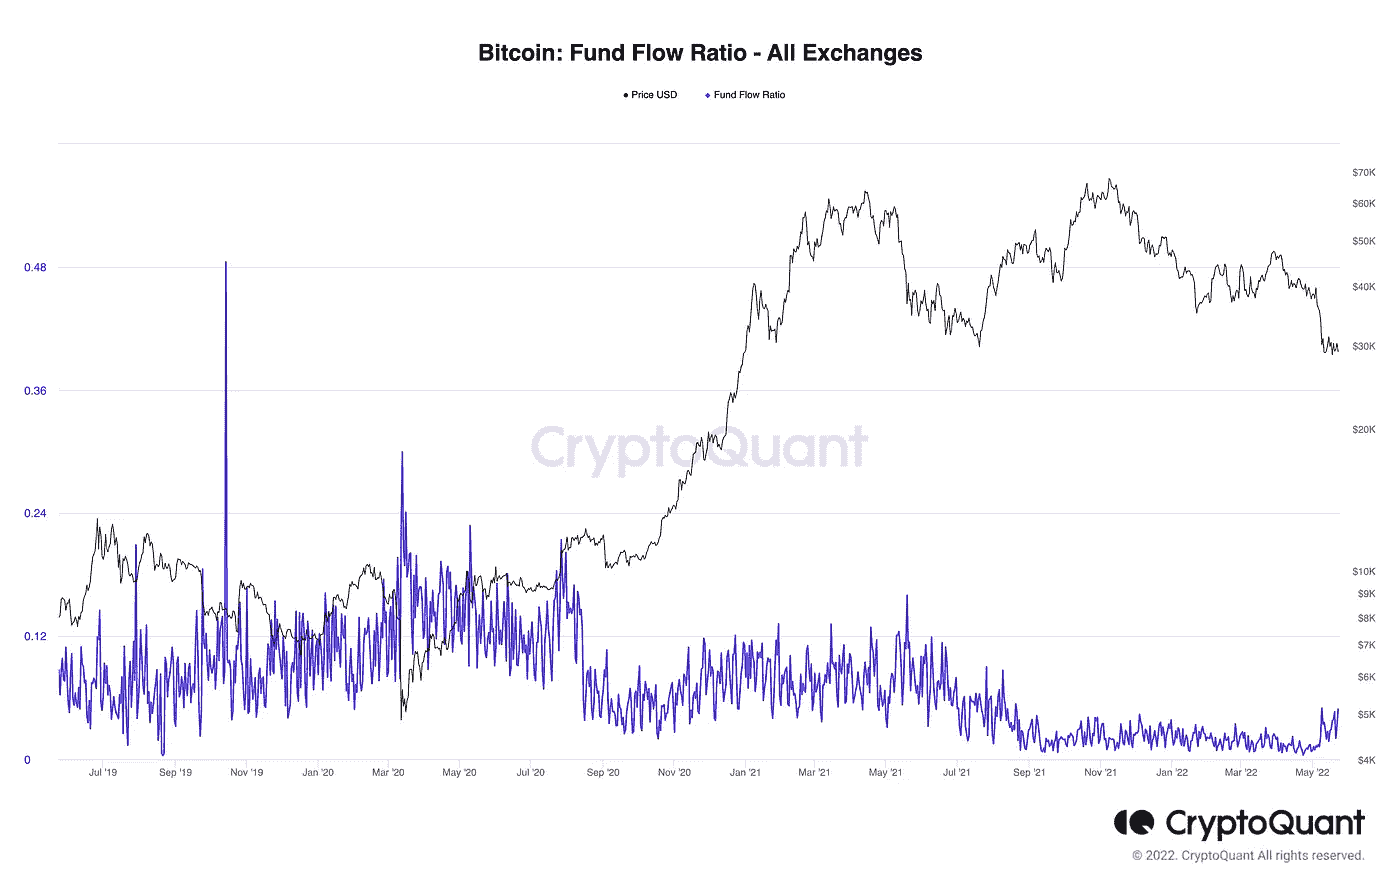 Bitcoin: Fund Flow Ratio - All Exchanges
Price USD
Fund Flow Ratio
0.48
0.36
0.24
0.12
0
$70K
$60K
$50K
$40K
$30K
$20K
$10K
$9K
$8K
$7K
$6K
$5K
$4K
CryptoQuant
Jul '19
Sep '19
Nov '19
Jan '20
Mar '20
May '20
Jul '20
Sep '20
Nov '20
Jan '21
Mar '21
May '21
Jul '21
Sep '21
Nov '21
Jan '22
Mar '22
May '22
CryptoQuant
© 2022. CryptoQuant All rights reserved.